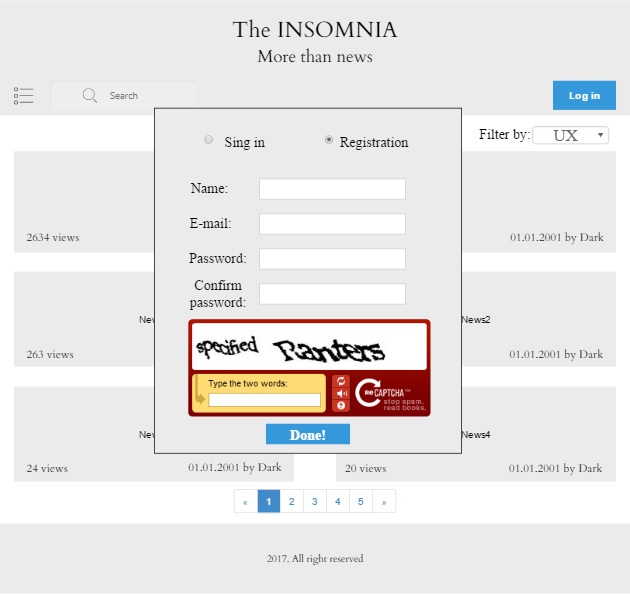 The INSOMNIA
More than news
Search
Log in
Filter by: UX
Sing in
Registration
Name:
E-mail:
Password:
Confirm
password:
specified Ranters
Type the two words:
reCAPTCHA™
stop spam.
read books.
Done!
2634 views
01.01.2001 by Dark
New
News2
263 views
01.01.2001 by Dark
New
News4
24 views
01.01.2001 by Dark
20 views
01.01.2001 by Dark
« 1 2 3 4 5 »
2017. All right reserved